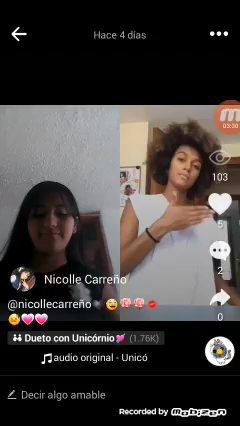 Hace 4 días
03:30
103
5
2
0
Nicolle Carreño
@nicollecarreño 😩🌸🌸💋
😗💓💓
Dueto con Unicórnio💘 (1.76K)
audio original - Unicó
Decir algo amable
Recorded by mobizen